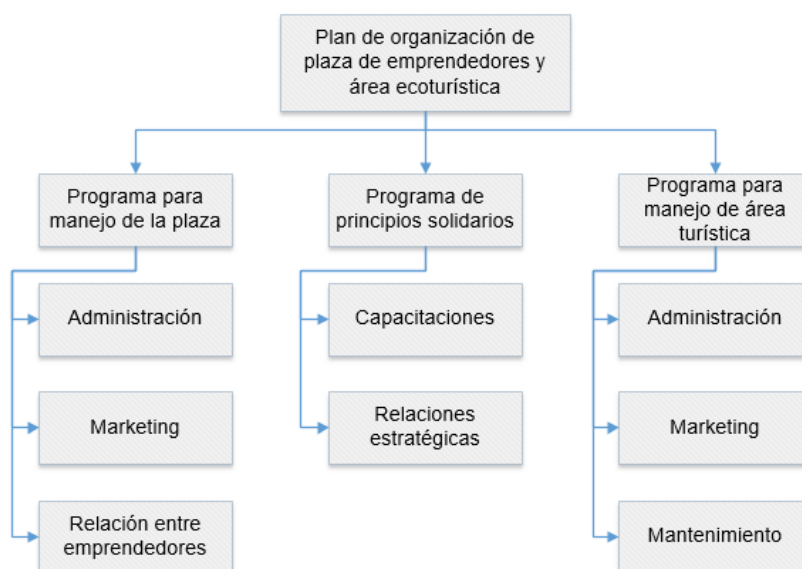 Plan de organización de
plaza de emprendedores y
área ecoturística
Programa para
manejo de la plaza
Programa de
principios solidarios
Programa para
manejo de área
turística
Administración
Capacitaciones
Administración
Marketing
Relaciones
estratégicas
Marketing
Relación entre
emprendedores
Mantenimiento